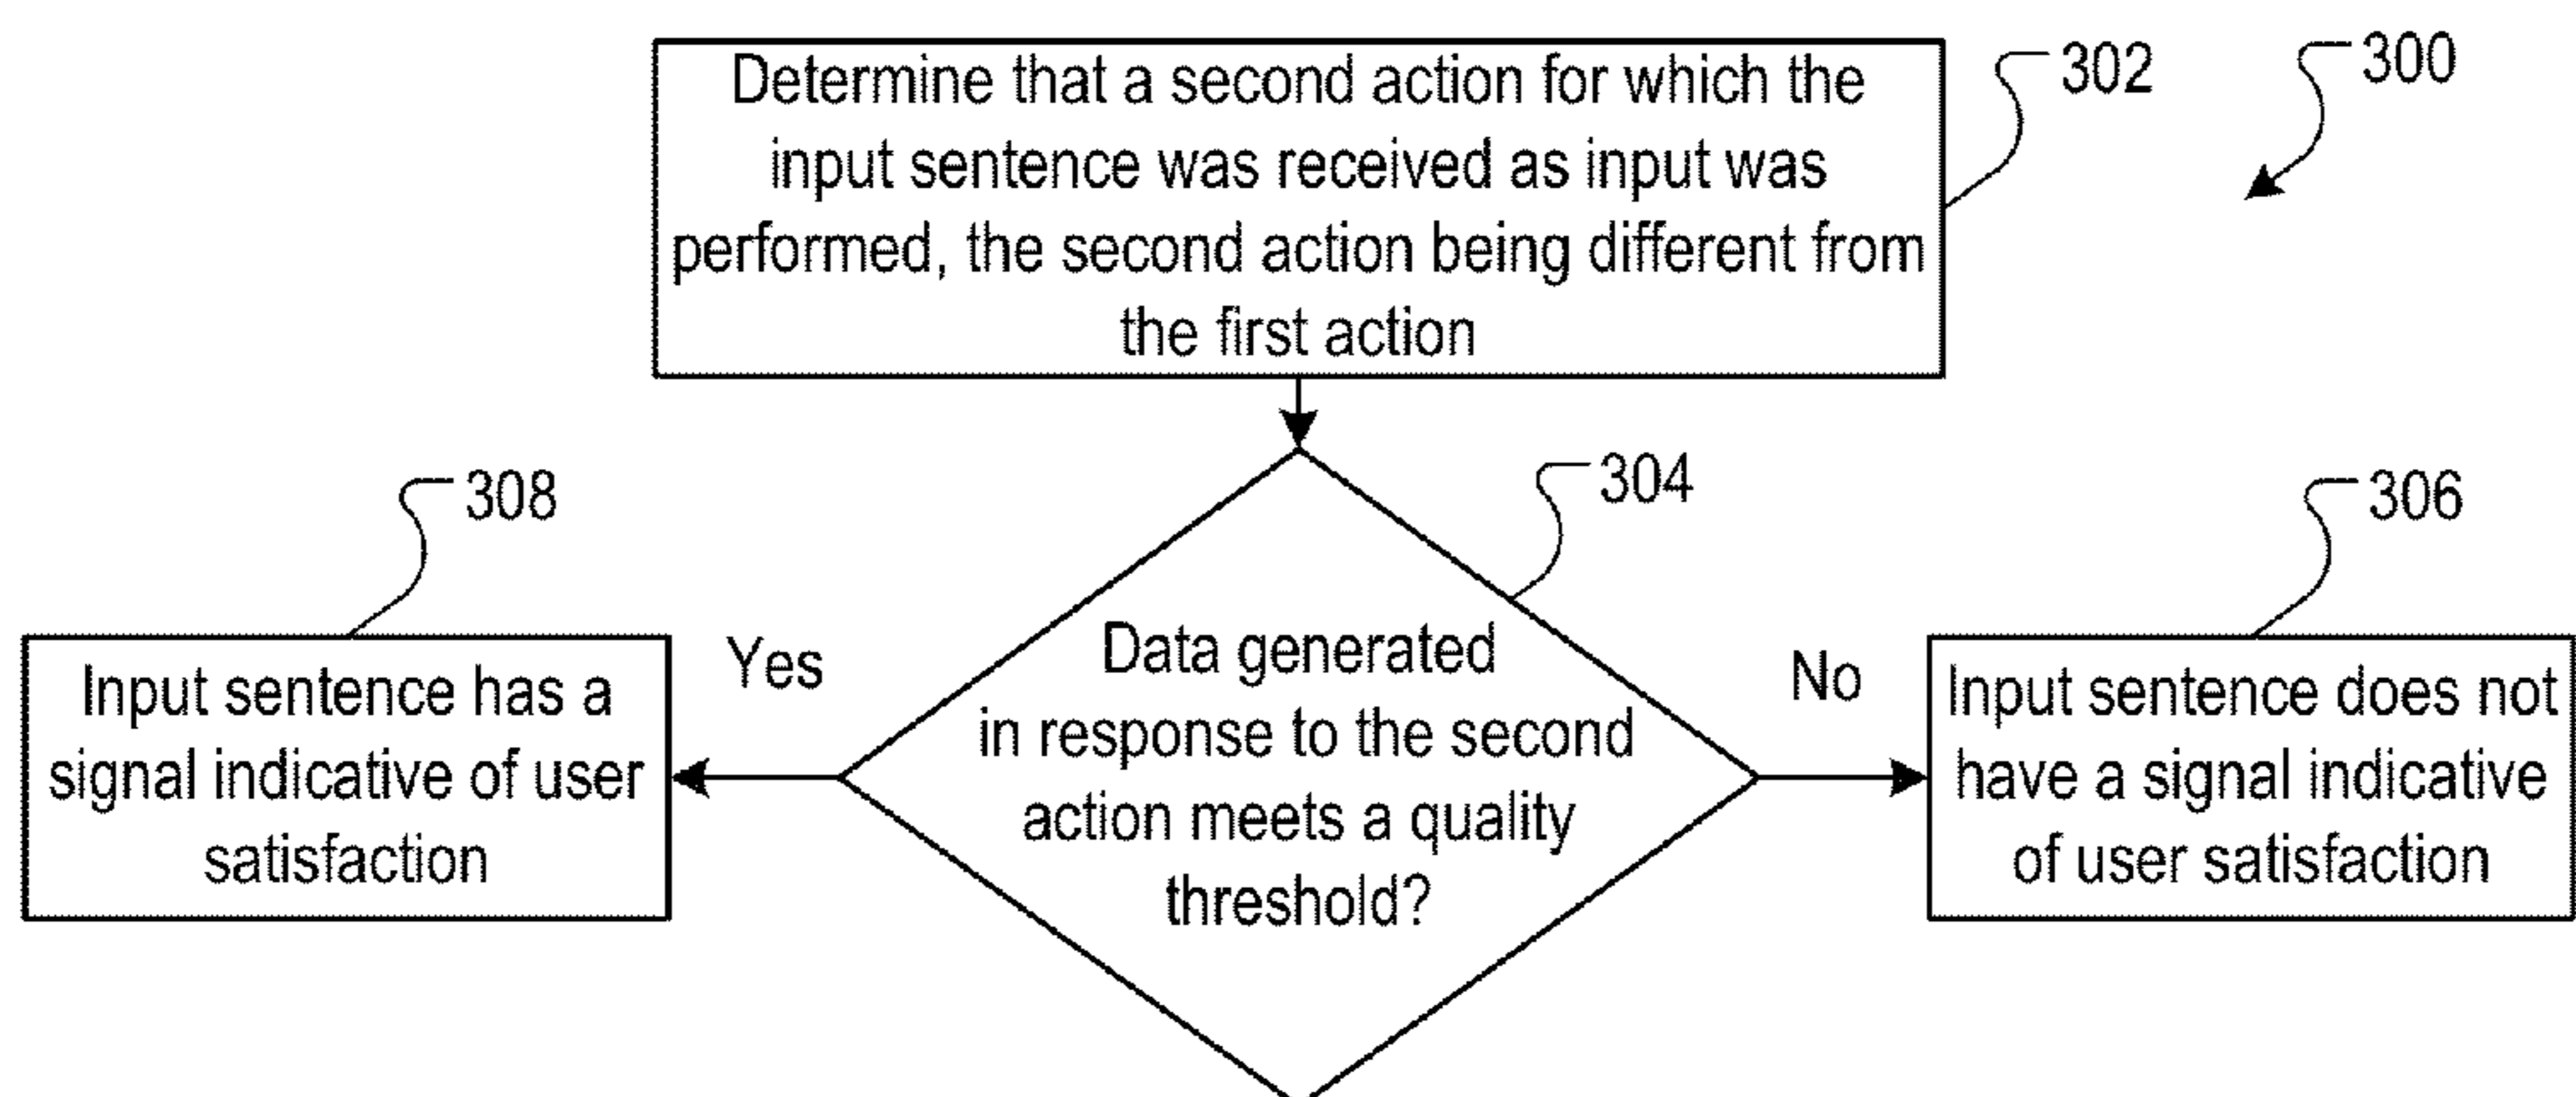 Determine that a second action for which the
input sentence was received as input was
performed, the second action being different from
the first action
302
300
308
304
306
Input sentence has a
signal indicative of user
satisfaction
Yes
Data generated
in response to the second
action meets a quality
threshold?
No
Input sentence does not
have a signal indicative
of user satisfaction